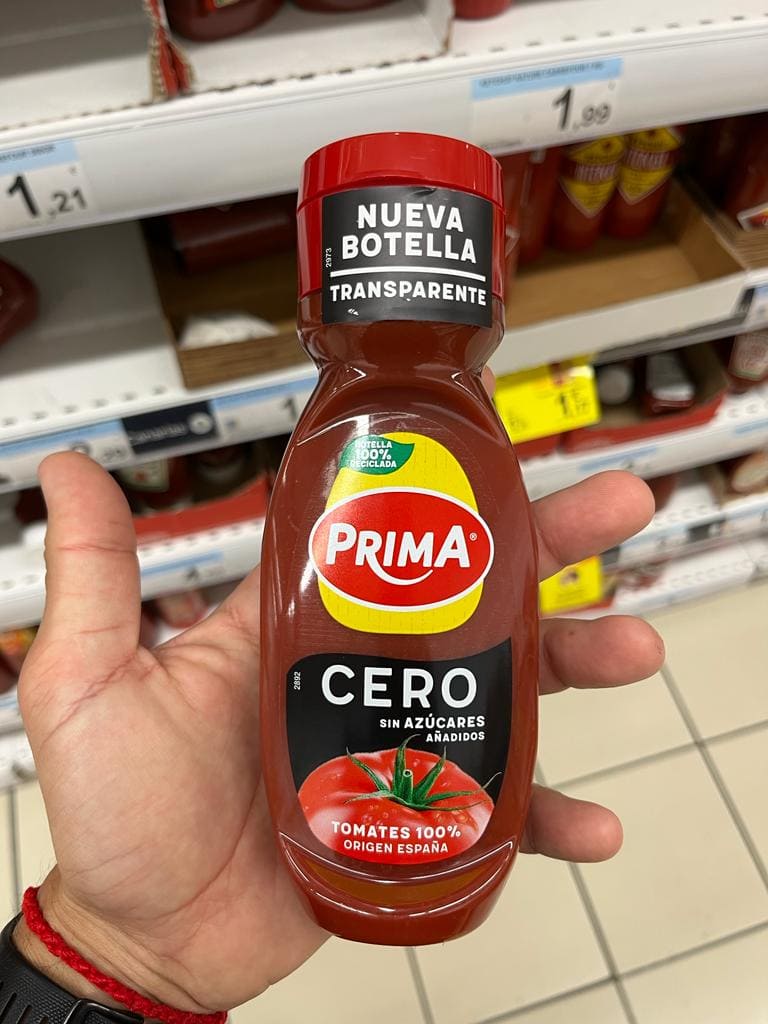 1,99
1,21
NUEVA
BOTELLA
TRANSPARENTE
2973
BOTELLA
100%
RECICLADA
PRIMA®
2892
CERO
SIN AZÚCARES
AÑADIDOS
TOMATES 100%
ORIGEN ESPAÑA